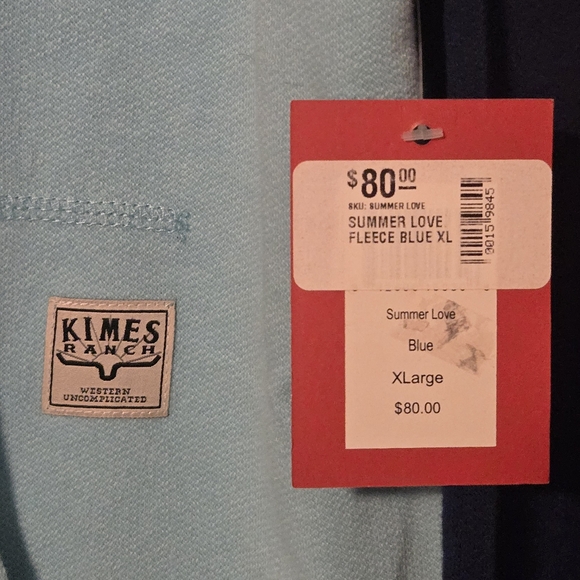 $80.00
SKU: SUMMER LOVE
SUMMER LOVE
FLEECE BLUE XL
00159845
Summer Love
Blue
XLarge
$80.00
KIMES
RANCH
WESTERN
UNCOMPLICATED